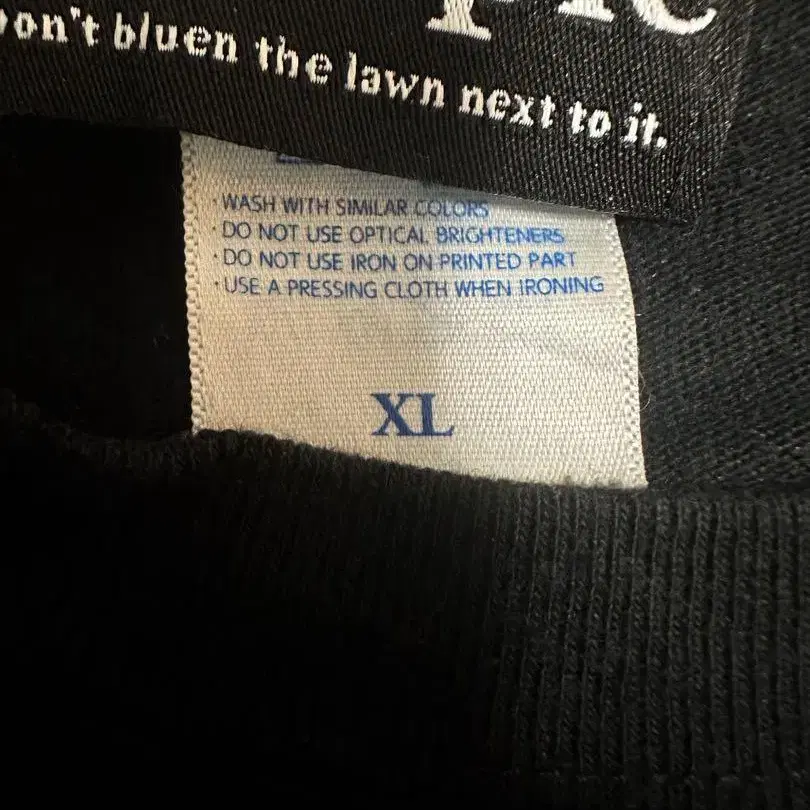 on't bluen the lawn next to it.
· WASH WITH SIMILAR COLORS
· DO NOT USE OPTICAL BRIGHTENERS
· DO NOT USE IRON ON PRINTED PART
· USE A PRESSING CLOTH WHEN IRONING
XL